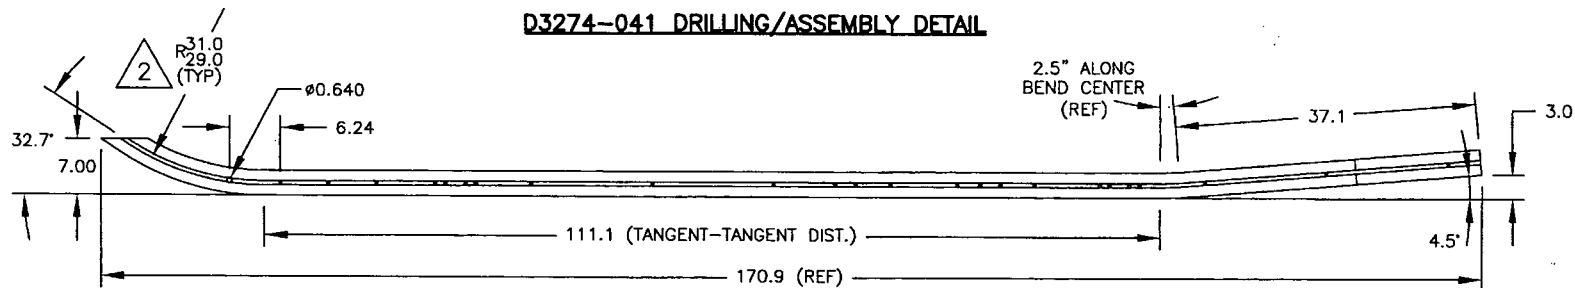 D3274-041 DRILLING/ASSEMBLY DETAIL
2
R31.0
29.0
(TYP)
ø0.640
6.24
2.5" ALONG
BEND CENTER
(REF)
37.1
3.0
32.7°
7.00
111.1 (TANGENT-TANGENT DIST.)
4.5°
170.9 (REF)